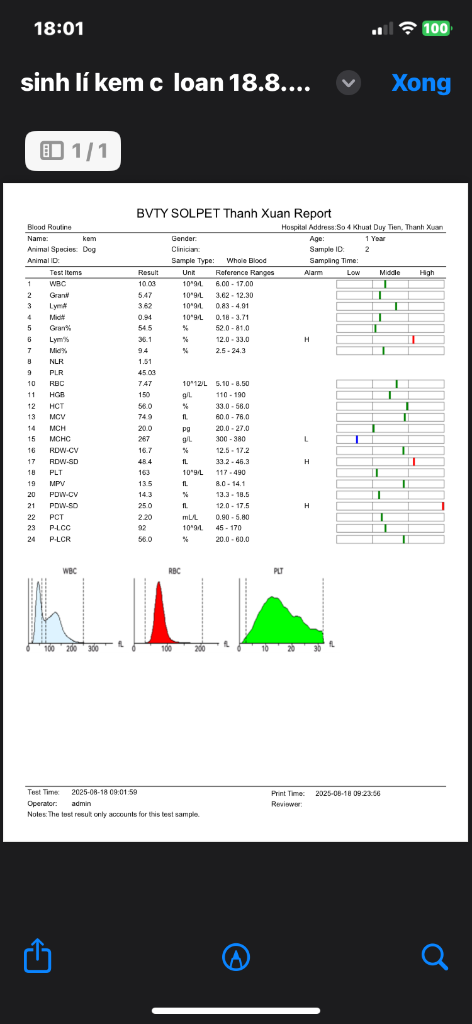 18:01
100
sinh lí kem c loan 18.8....
Xong
1/1
BVTY SOLPET Thanh Xuan Report
Blood Routine Hospital Address:So 4 Khuat Duy Tien, Thanh Xuan
Name: kem Gender: Age: 1 Year
Animal Species: Dog Clinician: Sample ID: 2
Animal ID: Sample Type: Whole Blood Sampling Time:
Test Items Result Unit Reference Ranges Alarm Low Middle High
1 WBC 10.03 10^9/L 6.00 - 17.00
2 Gran# 5.47 10^9/L 3.62 - 12.30
3 Lym# 3.62 10^9/L 0.83 - 4.91
4 Mid# 0.94 10^9/L 0.18 - 3.71
5 Gran% 54.5 % 52.0 - 81.0
6 Lym% 36.1 % 12.0 - 33.0 H
7 Mid% 9.4 % 2.5 - 24.3
8 NLR 1.51
9 PLR 45.03
10 RBC 7.47 10^12/L 5.10 - 8.50
11 HGB 150 g/L 110 - 190
12 HCT 56.0 % 33.0 - 56.0
13 MCV 74.9 fL 60.0 - 76.0
14 MCH 20.0 pg 20.0 - 27.0
15 MCHC 267 g/L 300 - 380 L
16 RDW-CV 16.7 % 12.5 - 17.2
17 RDW-SD 48.4 fL 33.2 - 46.3 H
18 PLT 163 10^9/L 117 - 490
19 MPV 13.5 fL 8.0 - 14.1
20 PDW-CV 14.3 % 13.3 - 18.5
21 PDW-SD 25.0 fL 12.0 - 17.5 H
22 PCT 2.20 mL/L 0.90 - 5.80
23 P-LCC 92 10^9/L 45 - 170
24 P-LCR 56.0 % 20.0 - 60.0
WBC RBC PLT
0 100 200 300 fL 0 100 200 fL 0 10 20 30 fL
Test Time: 2025-08-18 09:01:59 Print Time: 2025-08-18 09:23:56
Operator: admin Reviewer:
Notes:The test result only accounts for this test sample.